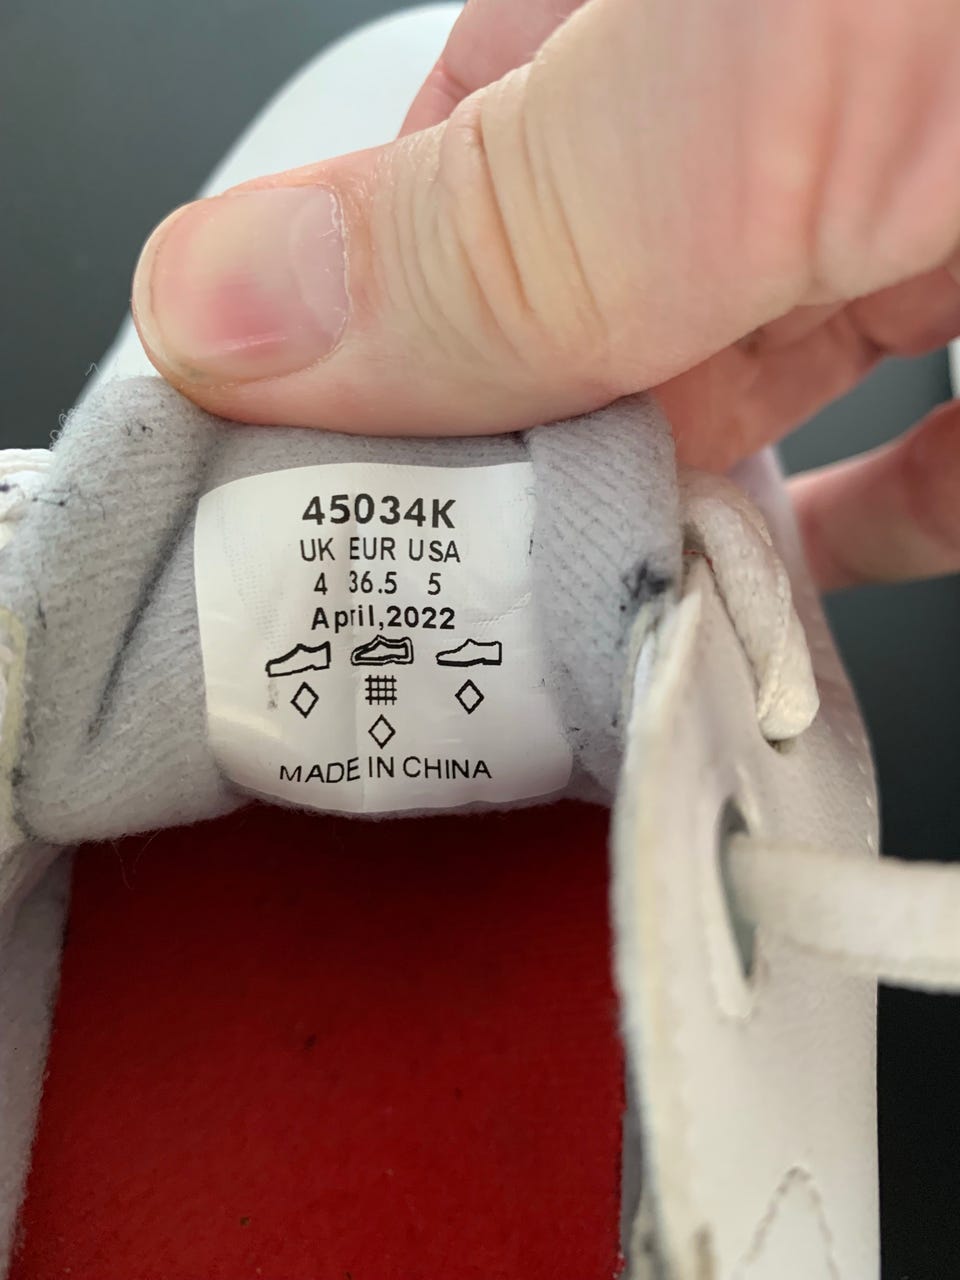 45034K
UK EUR USA
4 36.5 5
April,2022
MADE IN CHINA